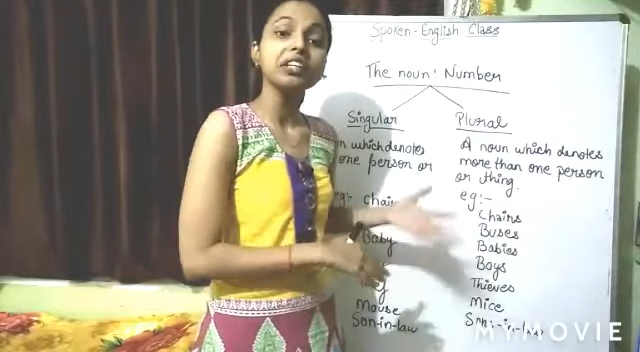 Spoken-English Class
The noun: Number
Singular
which denotes
one person or
eg:- Chair
Baby
Mouse
Son-in-law
Plural
A noun which denotes
more than one person
or thing.
eg:-
Chairs
Buses
Babies
Boys
Thieves
Mice
MYMOVIE